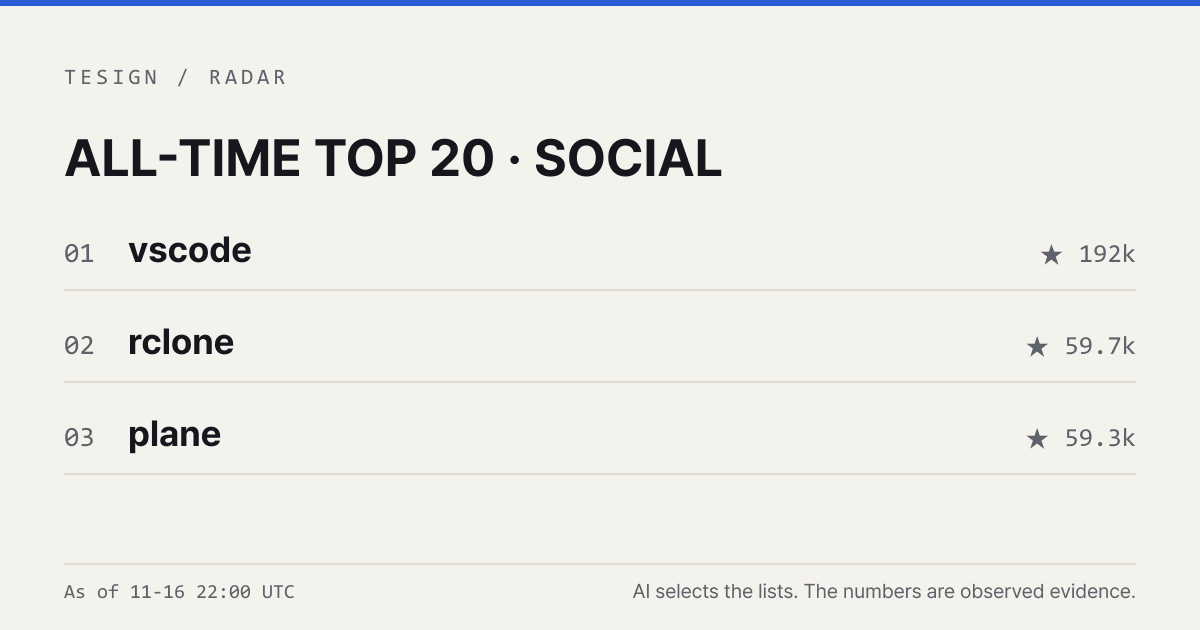 TESIGN / RADAR
ALL-TIME TOP 20 · SOCIAL
01 vscode ★ 192k
02 rclone ★ 59.7k
03 plane ★ 59.3k
As of 11-16 22:00 UTC
AI selects the lists. The numbers are observed evidence.